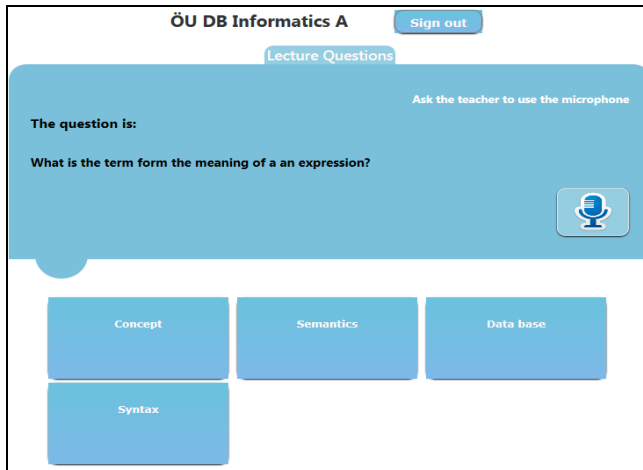 ÖU DB Informatics A
Sign out
Lecture Questions
Ask the teacher to use the microphone
The question is:
What is the term form the meaning of a an expression?
Concept
Semantics
Data base
Syntax